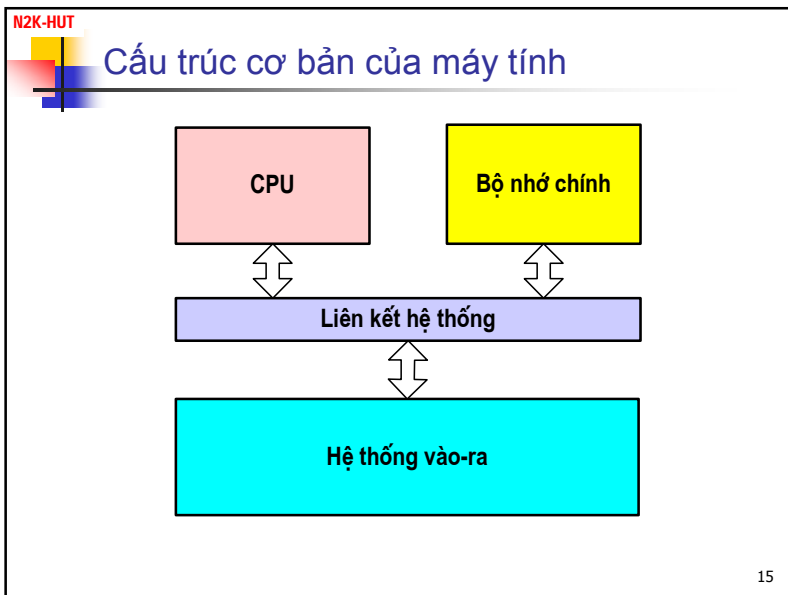 N2K-HUT
Cấu trúc cơ bản của máy tính
CPU
Bộ nhớ chính
Liên kết hệ thống
Hệ thống vào-ra
15